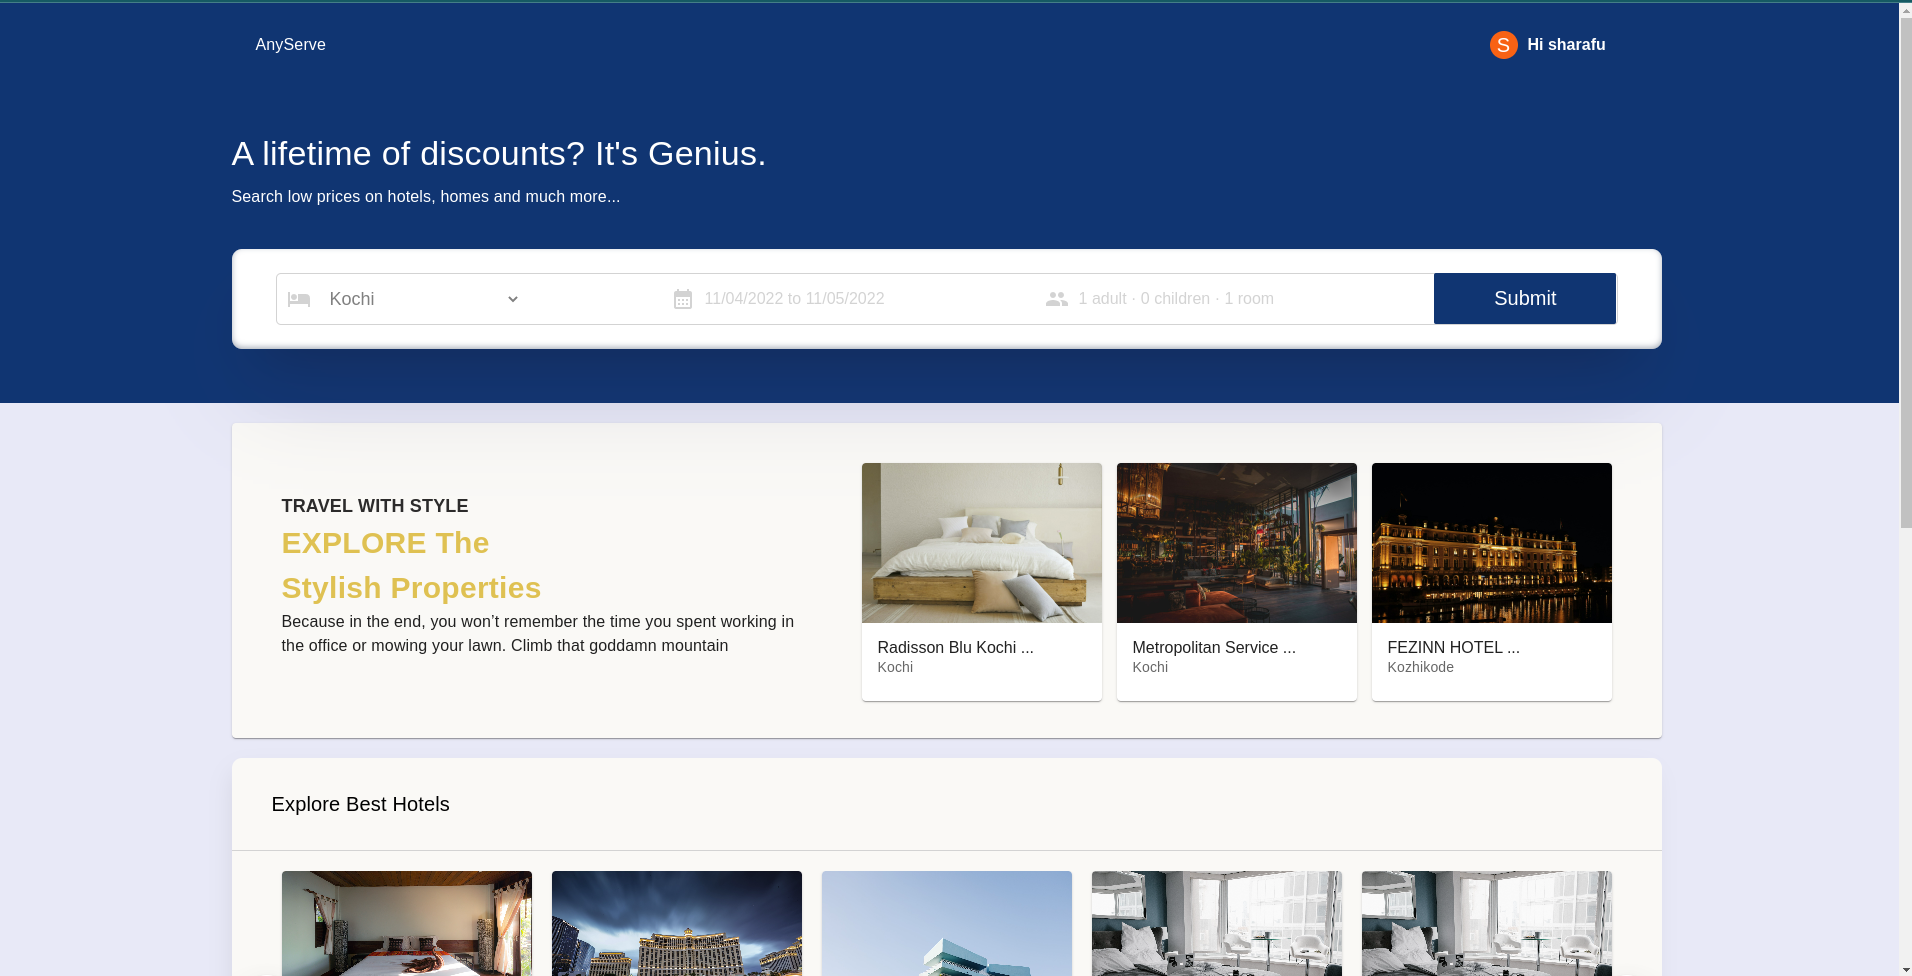 AnyServe
S Hi sharafu
A lifetime of discounts? It's Genius.
Search low prices on hotels, homes and much more...
Kochi
11/04/2022 to 11/05/2022
1 adult · 0 children · 1 room
Submit
TRAVEL WITH STYLE
EXPLORE The
Stylish Properties
Because in the end, you won’t remember the time you spent working in
the office or mowing your lawn. Climb that goddamn mountain
Radisson Blu Kochi ...
Kochi
Metropolitan Service ...
Kochi
FEZINN HOTEL ...
Kozhikode
Explore Best Hotels